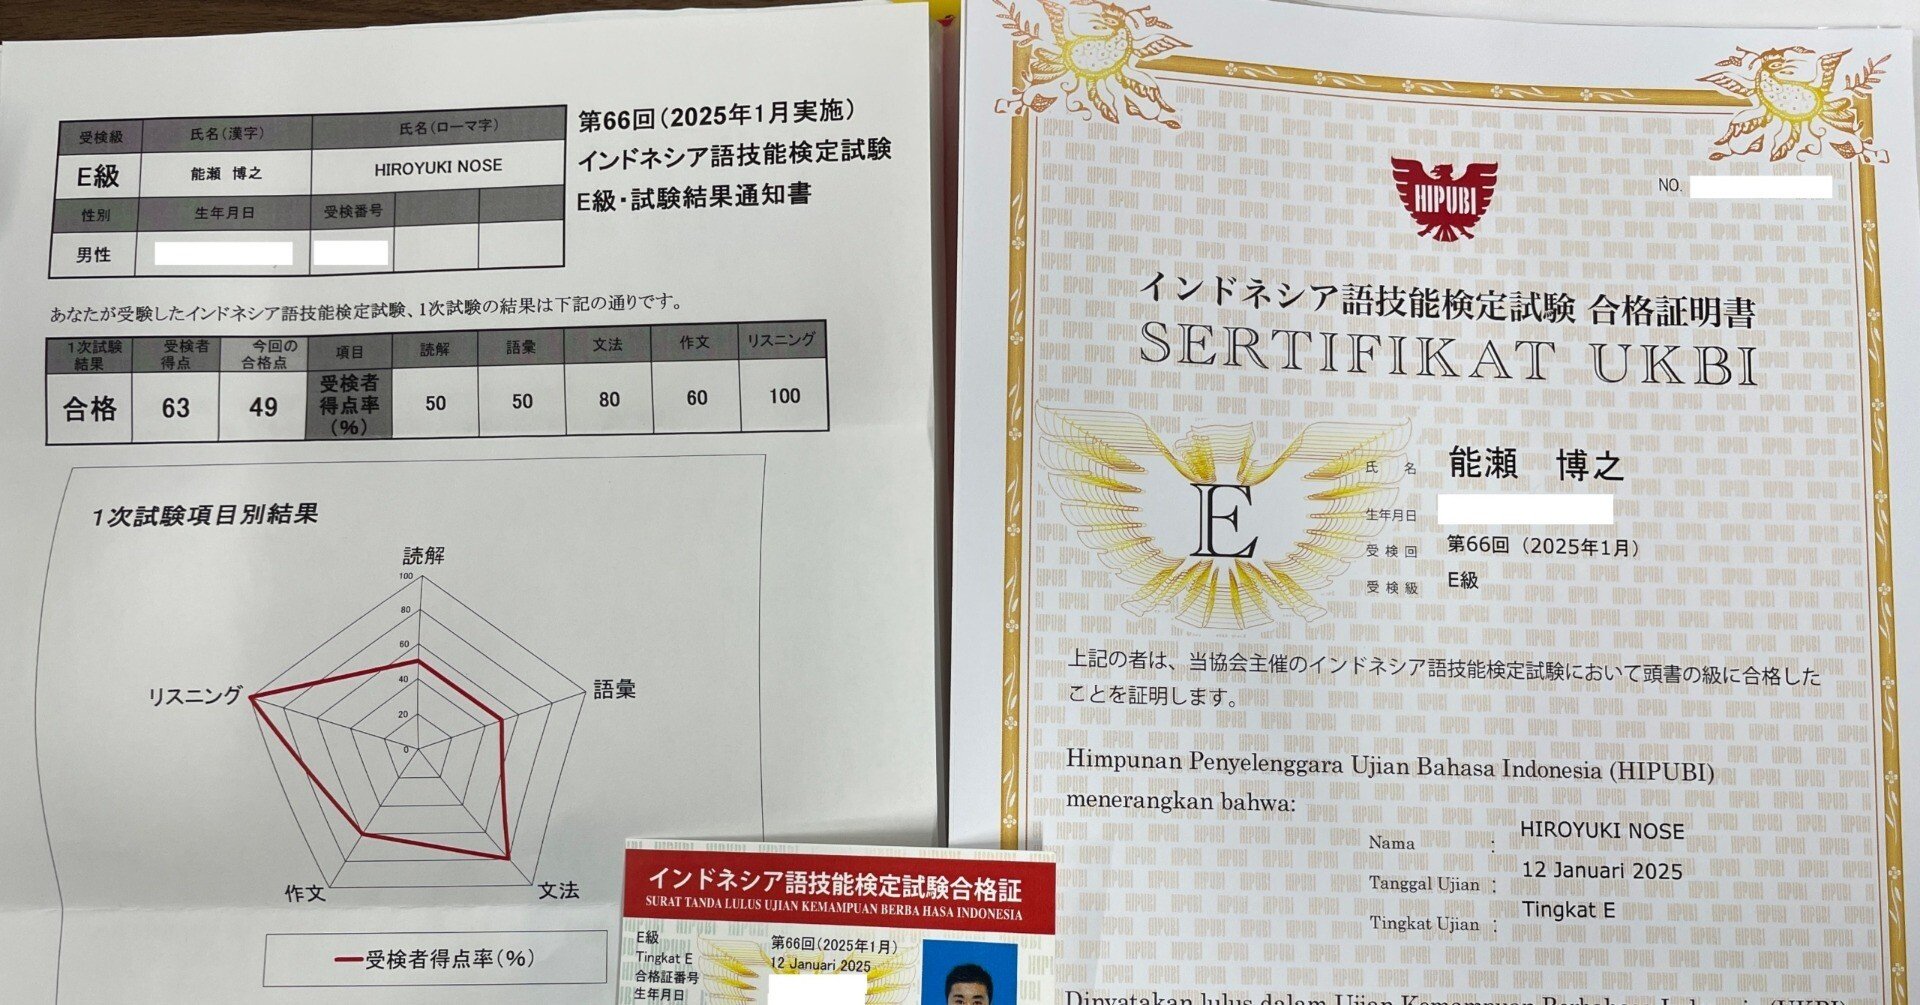 受検級 氏名(漢字) 氏名(ローマ字)
E級 能瀬 博之 HIROYUKI NOSE
性別 生年月日 受検番号
男性
第66回(2025年1月実施)
インドネシア語技能検定試験
E級・試験結果通知書
あなたが受験したインドネシア語技能検定試験、1次試験の結果は下記の通りです。
1次試験結果 受検者得点 今回の合格点 項目 読解 語彙 文法 作文 リスニング
合格 63 49 受検者得点率(%) 50 50 80 60 100
1次試験項目別結果
読解
100
80
60
40
20
0
リスニング
語彙
作文
文法
受検者得点率(%)
インドネシア語技能検定試験合格証
SURAT TANDA LULUS UJIAN KEMAMPUAN BERBA HASA INDONESIA
E級 第66回(2025年1月)
Tingkat E 12 Januari 2025
合格証番号
生年月日
NO.
HIPUBI
インドネシア語技能検定試験 合格証明書
SERTIFIKAT UKBI
E
氏名 能瀬 博之
生年月日
受検回 第66回(2025年1月)
受検級 E級
上記の者は、当協会主催のインドネシア語技能検定試験において頭書の級に合格した
ことを証明します。
Himpunan Penyelenggara Ujian Bahasa Indonesia (HIPUBI)
menerangkan bahwa:
Nama : HIROYUKI NOSE
Tanggal Ujian : 12 Januari 2025
Tingkat Ujian : Tingkat E
Dinyatakan lulus dalam Ujian Kemampuan Berbahasa